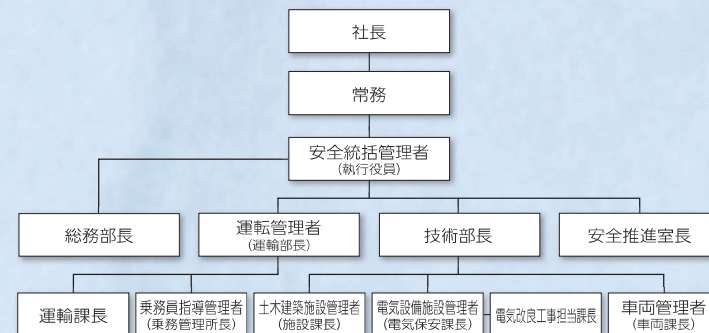 社長
常務
安全統括管理者
(執行役員)
総務部長
運転管理者
(運輸部長)
技術部長
安全推進室長
運輸課長
乗務員指導管理者
(乗務管理所長)
土木建築施設管理者
(施設課長)
電気設備施設管理者
(電気保安課長)
電気改良工事担当課長
車両管理者
(車両課長)